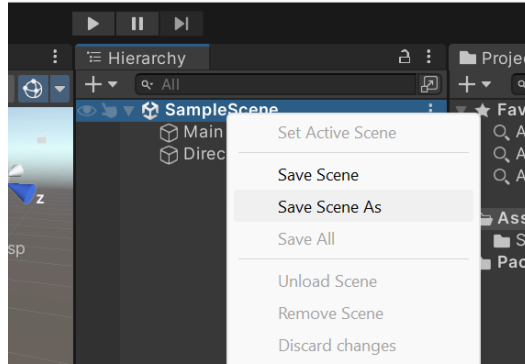 Hierarchy
Proje
All
SampleScene
Fav
Main
Direc
A
A
A
z
sp
Ass
S
Pac
Set Active Scene
Save Scene
Save Scene As
Save All
Unload Scene
Remove Scene
Discard changes